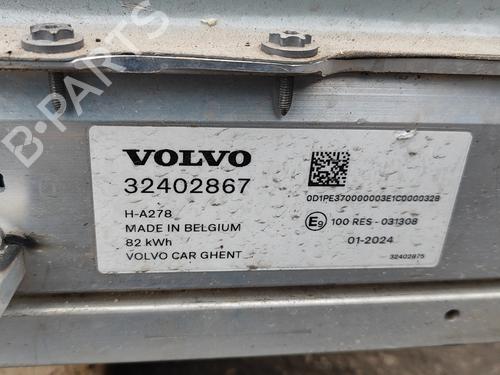 VOLVO
32402867
H-A278
MADE IN BELGIUM
82 kWh
VOLVO CAR GHENT
0D1PE370000003E1C0000328
E9 100 RES - 031308
01-2024
32402875
B-PARTS